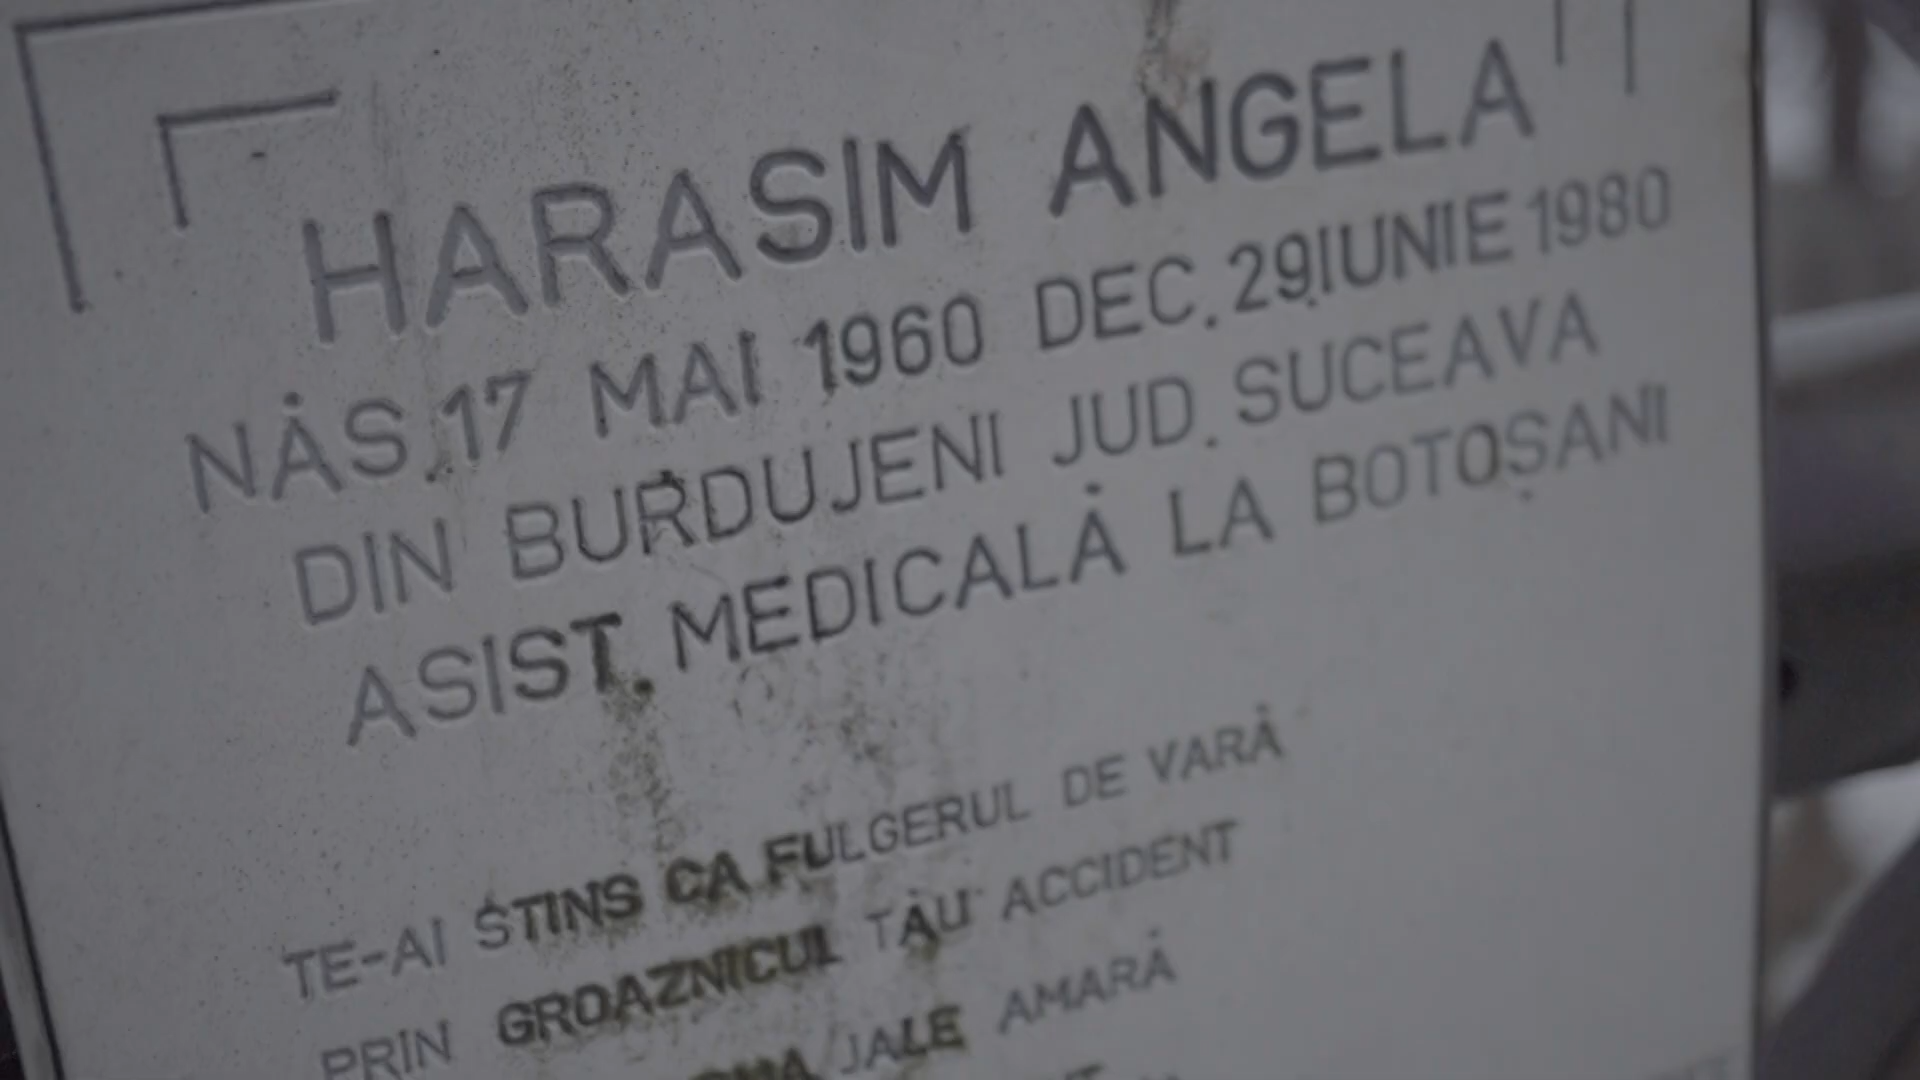 HARASIM ANGELA
NĂS. 17 MAI 1960 DEC. 29 IUNIE 1980
DIN BURDUJENI JUD. SUCEAVA
ASIST. MEDICALĂ LA BOTOȘANI
TE-AI STINS CA FULGERUL DE VARĂ
PRIN GROAZNICUL TĂU ACCIDENT
JALE AMARĂ